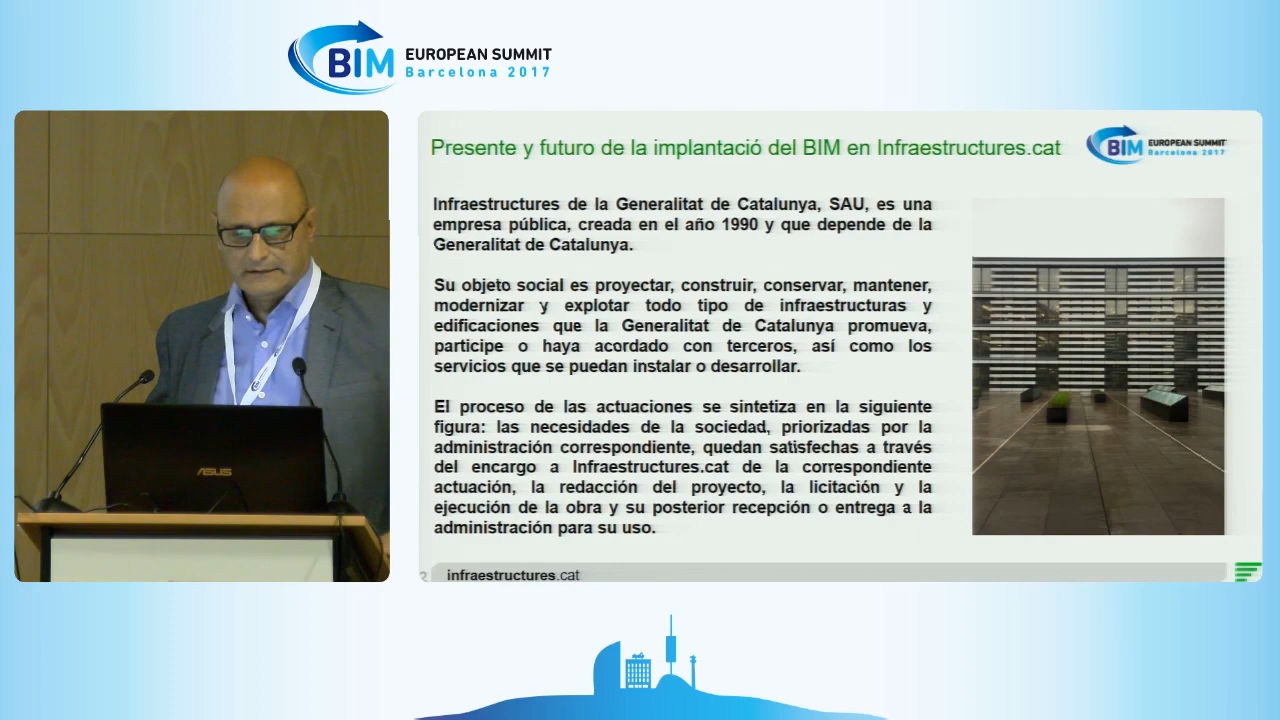 BIM EUROPEAN SUMMIT
Barcelona 2017
Presente y futuro de la implantació del BIM en Infraestructures.cat
BIM EUROPEAN SUMMIT
Barcelona 2017
Infraestructures de la Generalitat de Catalunya, SAU, es una
empresa pública, creada en el año 1990 y que depende de la
Generalitat de Catalunya.
Su objeto social es proyectar, construir, conservar, mantener,
modernizar y explotar todo tipo de infraestructuras y
edificaciones que la Generalitat de Catalunya promueva,
participe o haya acordado con terceros, así como los
servicios que se puedan instalar o desarrollar.
El proceso de las actuaciones se sintetiza en la siguiente
figura: las necesidades de la sociedad, priorizadas por la
administración correspondiente, quedan satisfechas a través
del encargo a Infraestructures.cat de la correspondiente
actuación, la redacción del proyecto, la licitación y la
ejecución de la obra y su posterior recepción o entrega a la
administración para su uso.
infraestructures.cat
ASUS